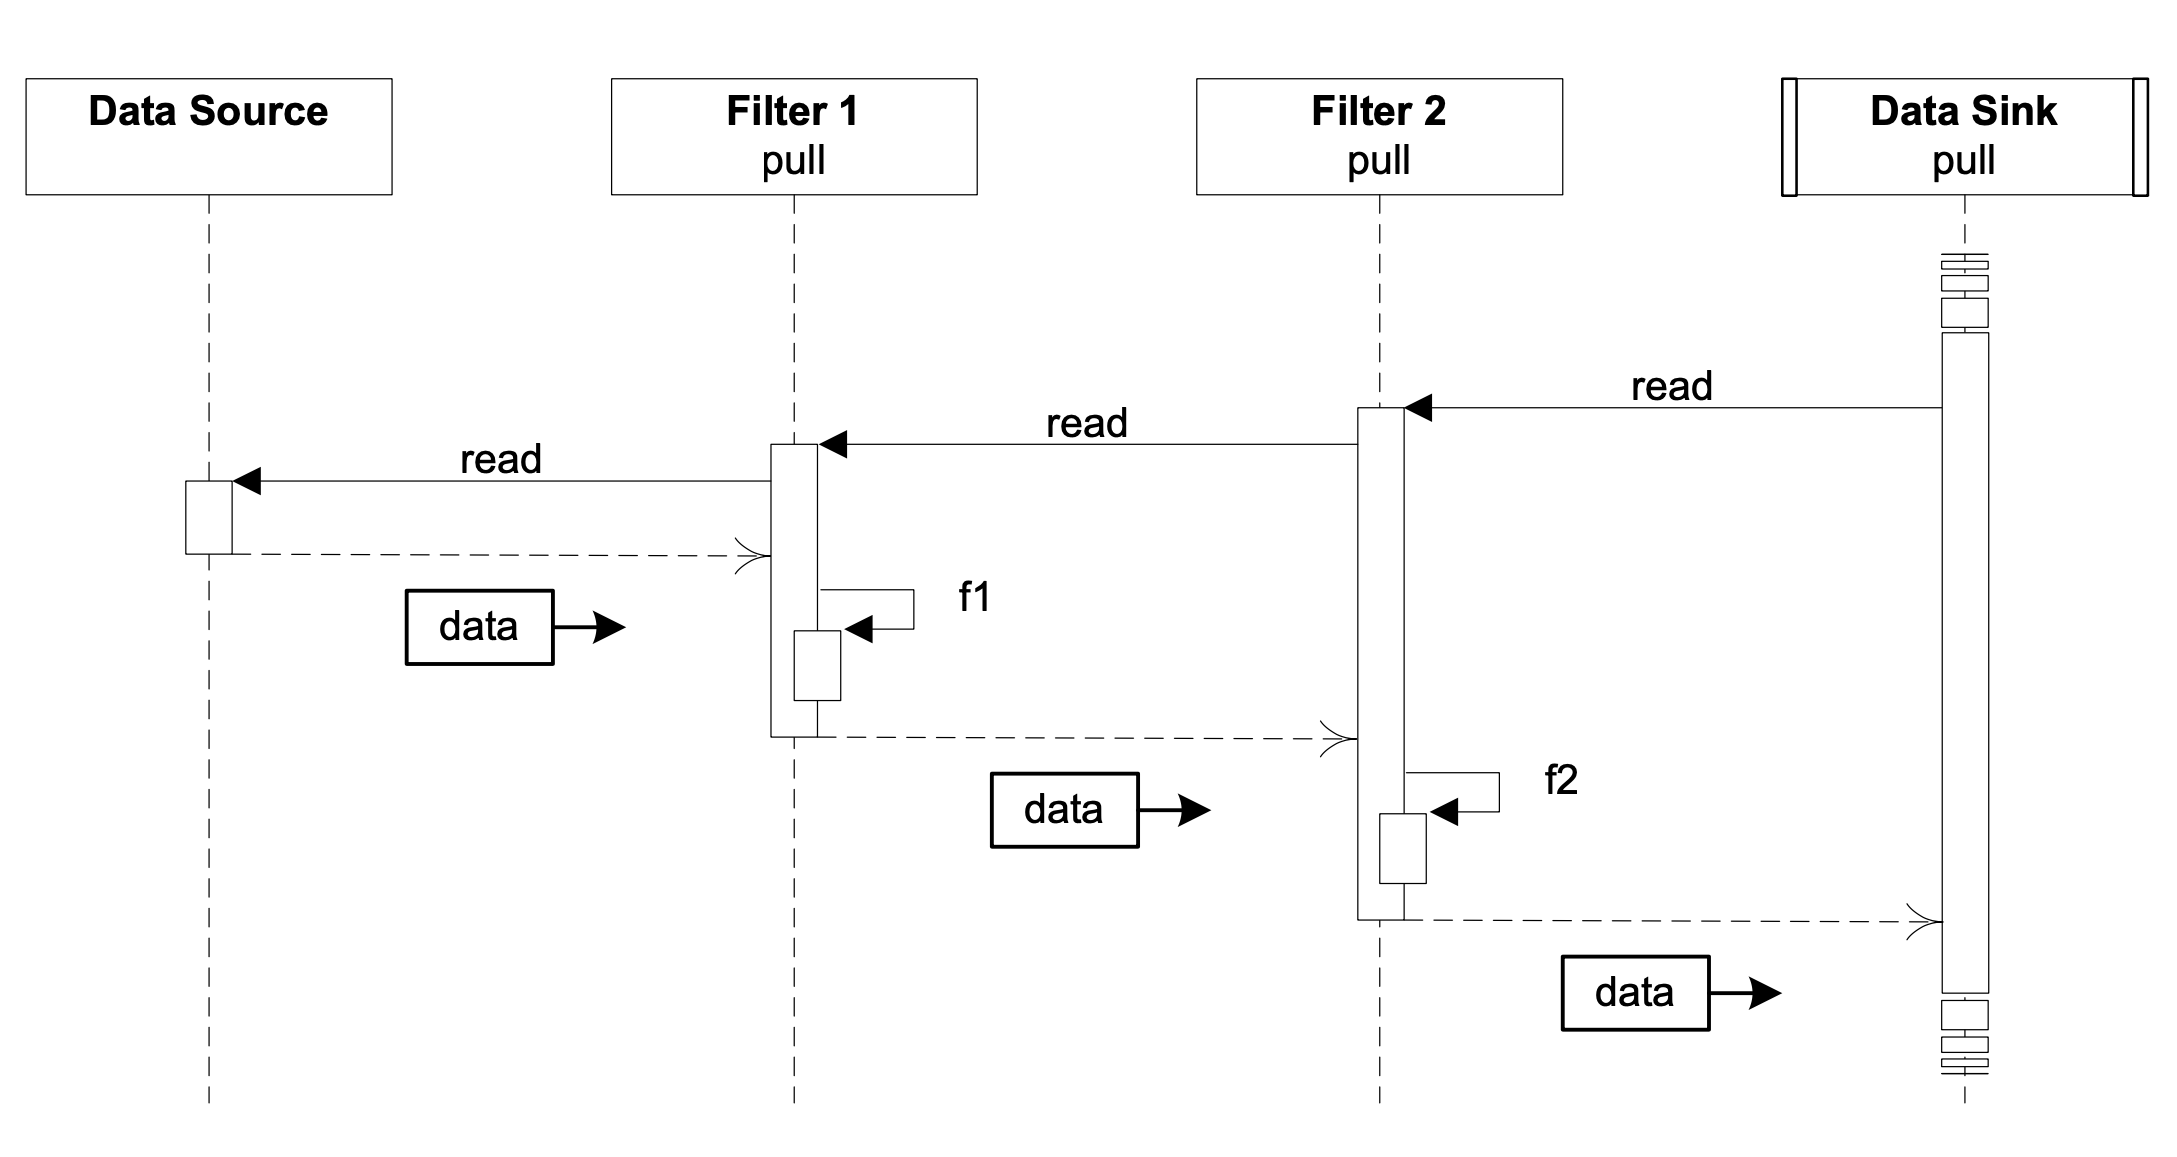 Data Source
Filter 1
pull
Filter 2
pull
Data Sink
pull
read
read
read
f1
data
f2
data
data